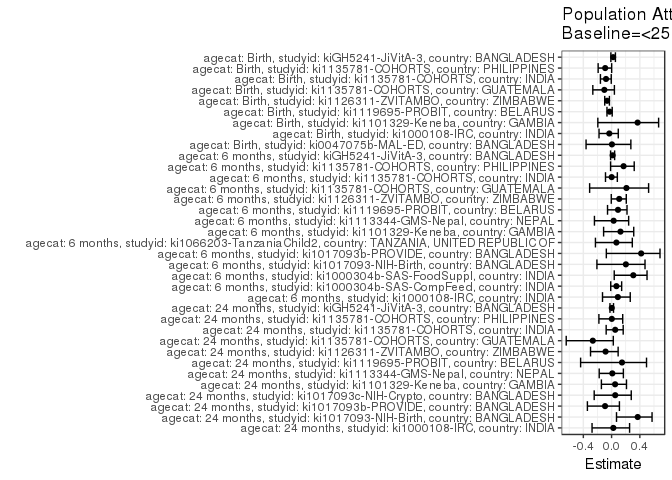 Population Att
Baseline=<25
agecat: Birth, studyid: kiGH5241-JiVitA-3, country: BANGLADESH
agecat: Birth, studyid: ki1135781-COHORTS, country: PHILIPPINES
agecat: Birth, studyid: ki1135781-COHORTS, country: INDIA
agecat: Birth, studyid: ki1135781-COHORTS, country: GUATEMALA
agecat: Birth, studyid: ki1126311-ZVITAMBO, country: ZIMBABWE
agecat: Birth, studyid: ki1119695-PROBIT, country: BELARUS
agecat: Birth, studyid: ki1101329-Keneba, country: GAMBIA
agecat: Birth, studyid: ki1000108-IRC, country: INDIA
agecat: Birth, studyid: ki0047075b-MAL-ED, country: BANGLADESH
agecat: 6 months, studyid: kiGH5241-JiVitA-3, country: BANGLADESH
agecat: 6 months, studyid: ki1135781-COHORTS, country: PHILIPPINES
agecat: 6 months, studyid: ki1135781-COHORTS, country: INDIA
agecat: 6 months, studyid: ki1135781-COHORTS, country: GUATEMALA
agecat: 6 months, studyid: ki1126311-ZVITAMBO, country: ZIMBABWE
agecat: 6 months, studyid: ki1119695-PROBIT, country: BELARUS
agecat: 6 months, studyid: ki1113344-GMS-Nepal, country: NEPAL
agecat: 6 months, studyid: ki1101329-Keneba, country: GAMBIA
agecat: 6 months, studyid: ki1066203-TanzaniaChild2, country: TANZANIA, UNITED REPUBLIC OF
agecat: 6 months, studyid: ki1017093b-PROVIDE, country: BANGLADESH
agecat: 6 months, studyid: ki1017093-NIH-Birth, country: BANGLADESH
agecat: 6 months, studyid: ki1000304b-SAS-FoodSuppl, country: INDIA
agecat: 6 months, studyid: ki1000304b-SAS-CompFeed, country: INDIA
agecat: 6 months, studyid: ki1000108-IRC, country: INDIA
agecat: 24 months, studyid: kiGH5241-JiVitA-3, country: BANGLADESH
agecat: 24 months, studyid: ki1135781-COHORTS, country: PHILIPPINES
agecat: 24 months, studyid: ki1135781-COHORTS, country: INDIA
agecat: 24 months, studyid: ki1135781-COHORTS, country: GUATEMALA
agecat: 24 months, studyid: ki1126311-ZVITAMBO, country: ZIMBABWE
agecat: 24 months, studyid: ki1119695-PROBIT, country: BELARUS
agecat: 24 months, studyid: ki1113344-GMS-Nepal, country: NEPAL
agecat: 24 months, studyid: ki1101329-Keneba, country: GAMBIA
agecat: 24 months, studyid: ki1017093c-NIH-Crypto, country: BANGLADESH
agecat: 24 months, studyid: ki1017093b-PROVIDE, country: BANGLADESH
agecat: 24 months, studyid: ki1017093-NIH-Birth, country: BANGLADESH
agecat: 24 months, studyid: ki1000108-IRC, country: INDIA
-0.4 0.0 0.4
Estimate